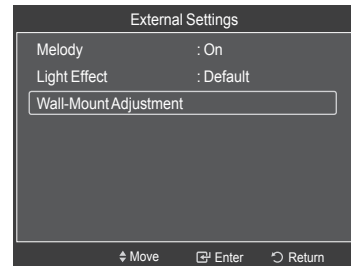 External Settings
Melody : On
Light Effect : Default
Wall-Mount Adjustment
Move Enter Return